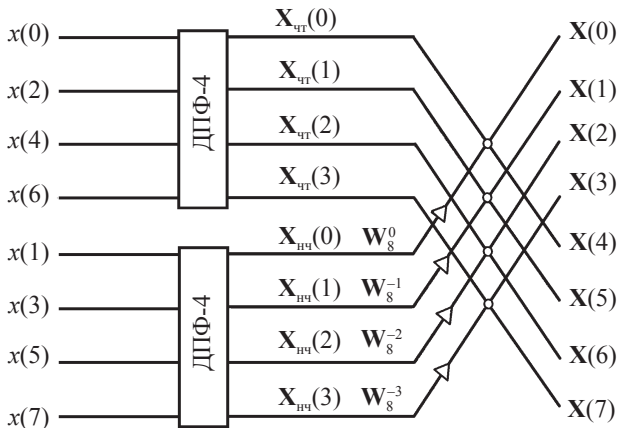 x(0) X_чт(0) X(0)
x(2) X_чт(1) X(1)
x(4) X_чт(2) X(2)
x(6) X_чт(3) X(3)
ДПФ-4
x(1) X_нч(0) W_8^0 X(4)
x(3) X_нч(1) W_8^{-1} X(5)
x(5) X_нч(2) W_8^{-2} X(6)
x(7) X_нч(3) W_8^{-3} X(7)
ДПФ-4